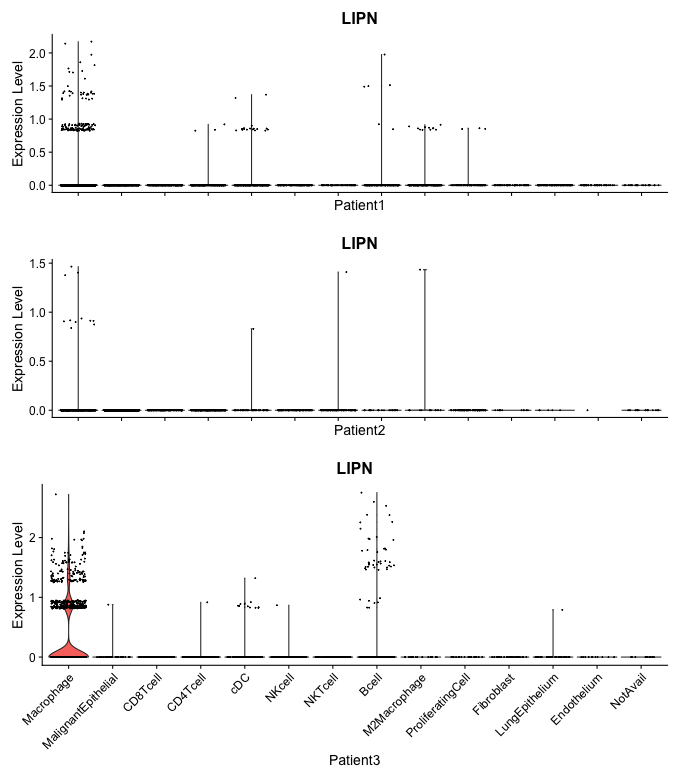 LIPN
Expression Level
2.0
1.5
1.0
0.5
0.0
Patient1
LIPN
Expression Level
1.5
1.0
0.5
0.0
Patient2
LIPN
Expression Level
2
1
0
Macrophage
MalignantEpithelial
CD8Tcell
CD4Tcell
cDC
NKcell
NKTcell
Bcell
M2Macrophage
ProliferatingCell
Fibroblast
LungEpithelium
Endothelium
NotAvail
Patient3